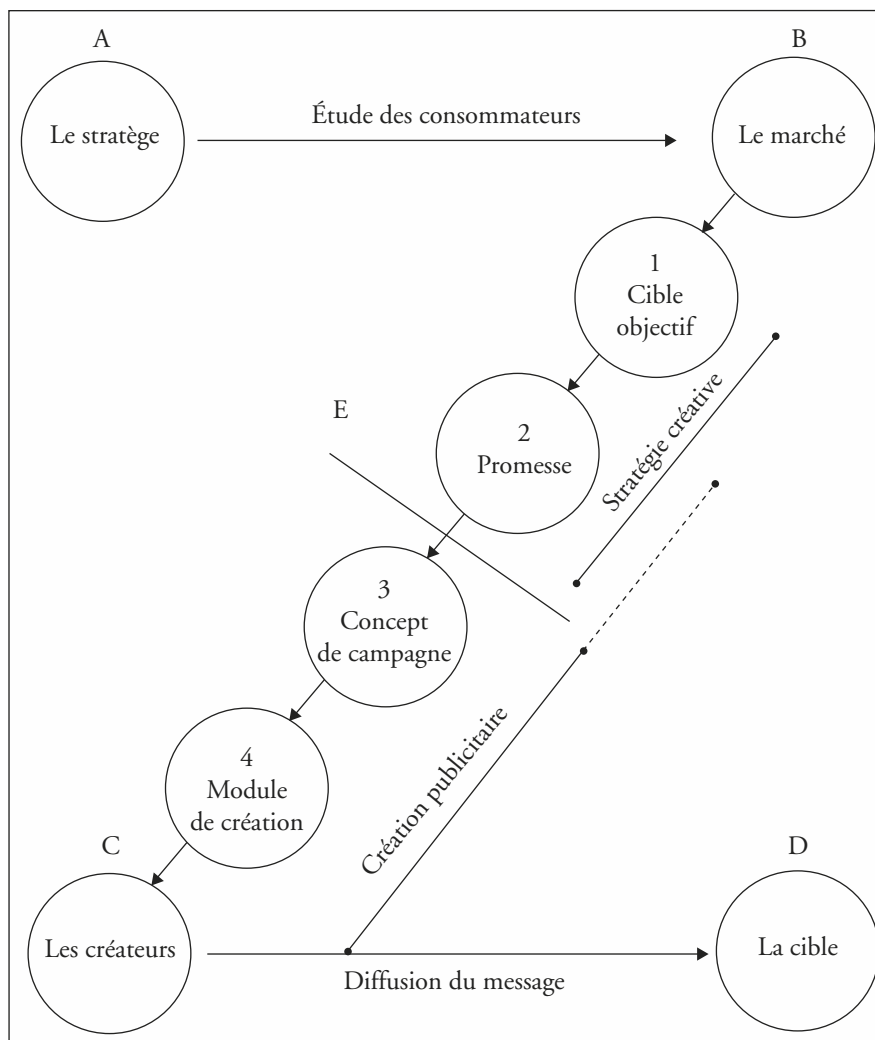 A
B
Le stratège
Étude des consommateurs
Le marché
1
Cible
objectif
E
2
Promesse
Stratégie créative
3
Concept
de campagne
4
Module
de création
Création publicitaire
C
D
Les créateurs
La cible
Diffusion du message